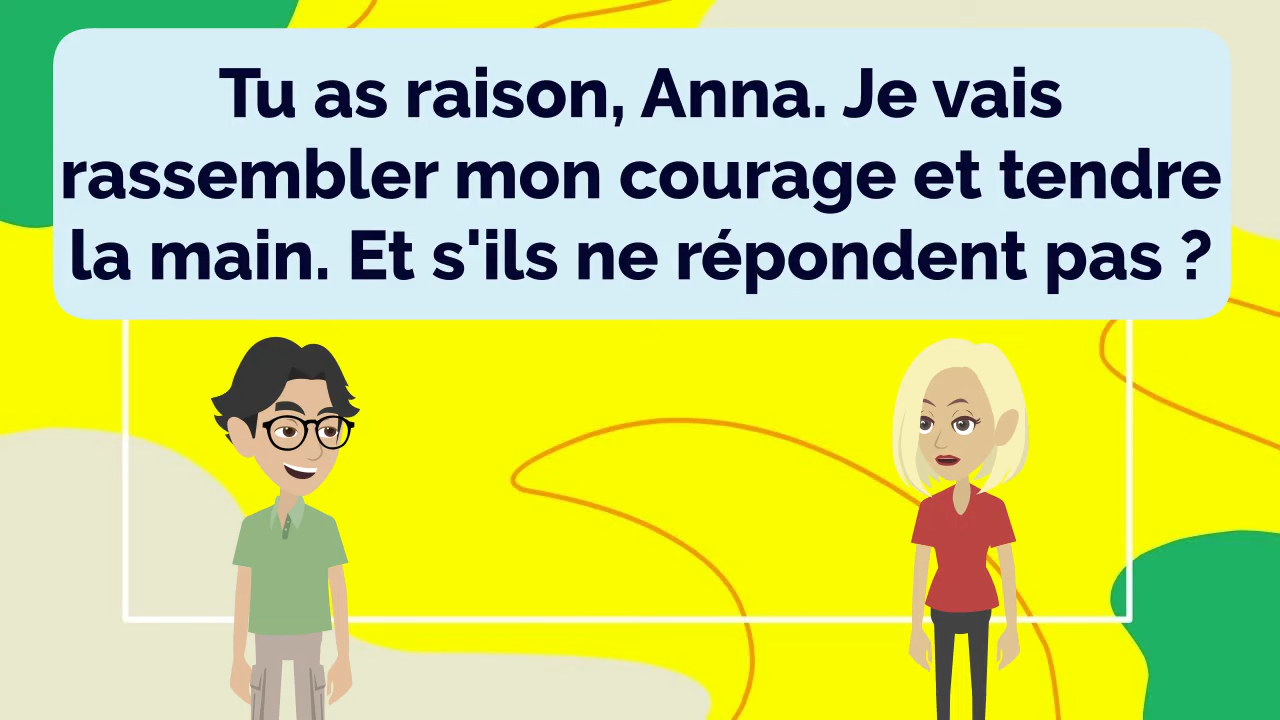 Tu as raison, Anna. Je vais
rassembler mon courage et tendre
la main. Et s'ils ne répondent pas ?